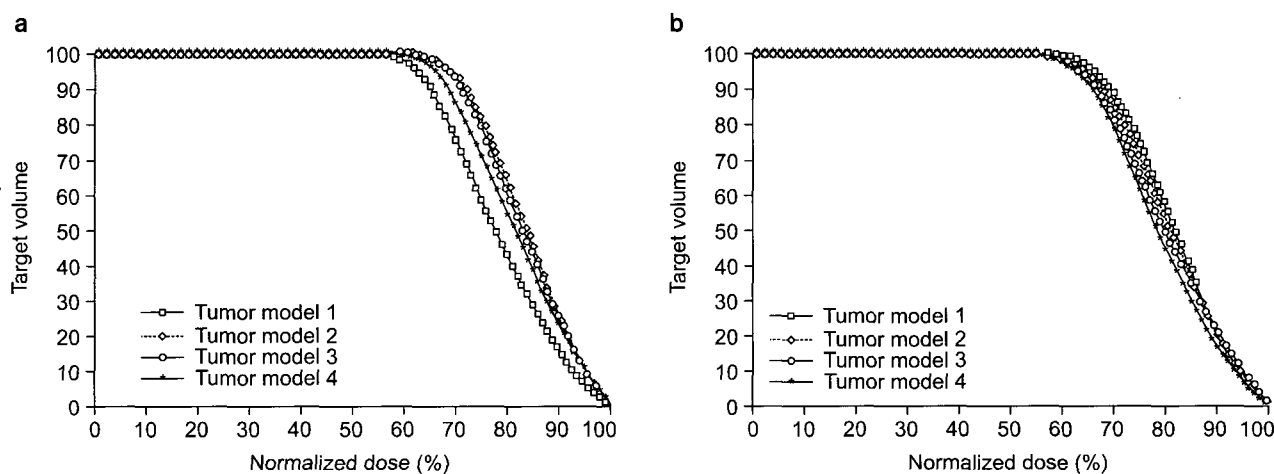 a
100
90
80
70
60
50
40
30
20
10
0
Target volume
Tumor model 1
Tumor model 2
Tumor model 3
Tumor model 4
0 10 20 30 40 50 60 70 80 90 100
Normalized dose (%)
b
100
90
80
70
60
50
40
30
20
10
0
Target volume
Tumor model 1
Tumor model 2
Tumor model 3
Tumor model 4
0 10 20 30 40 50 60 70 80 90 100
Normalized dose (%)